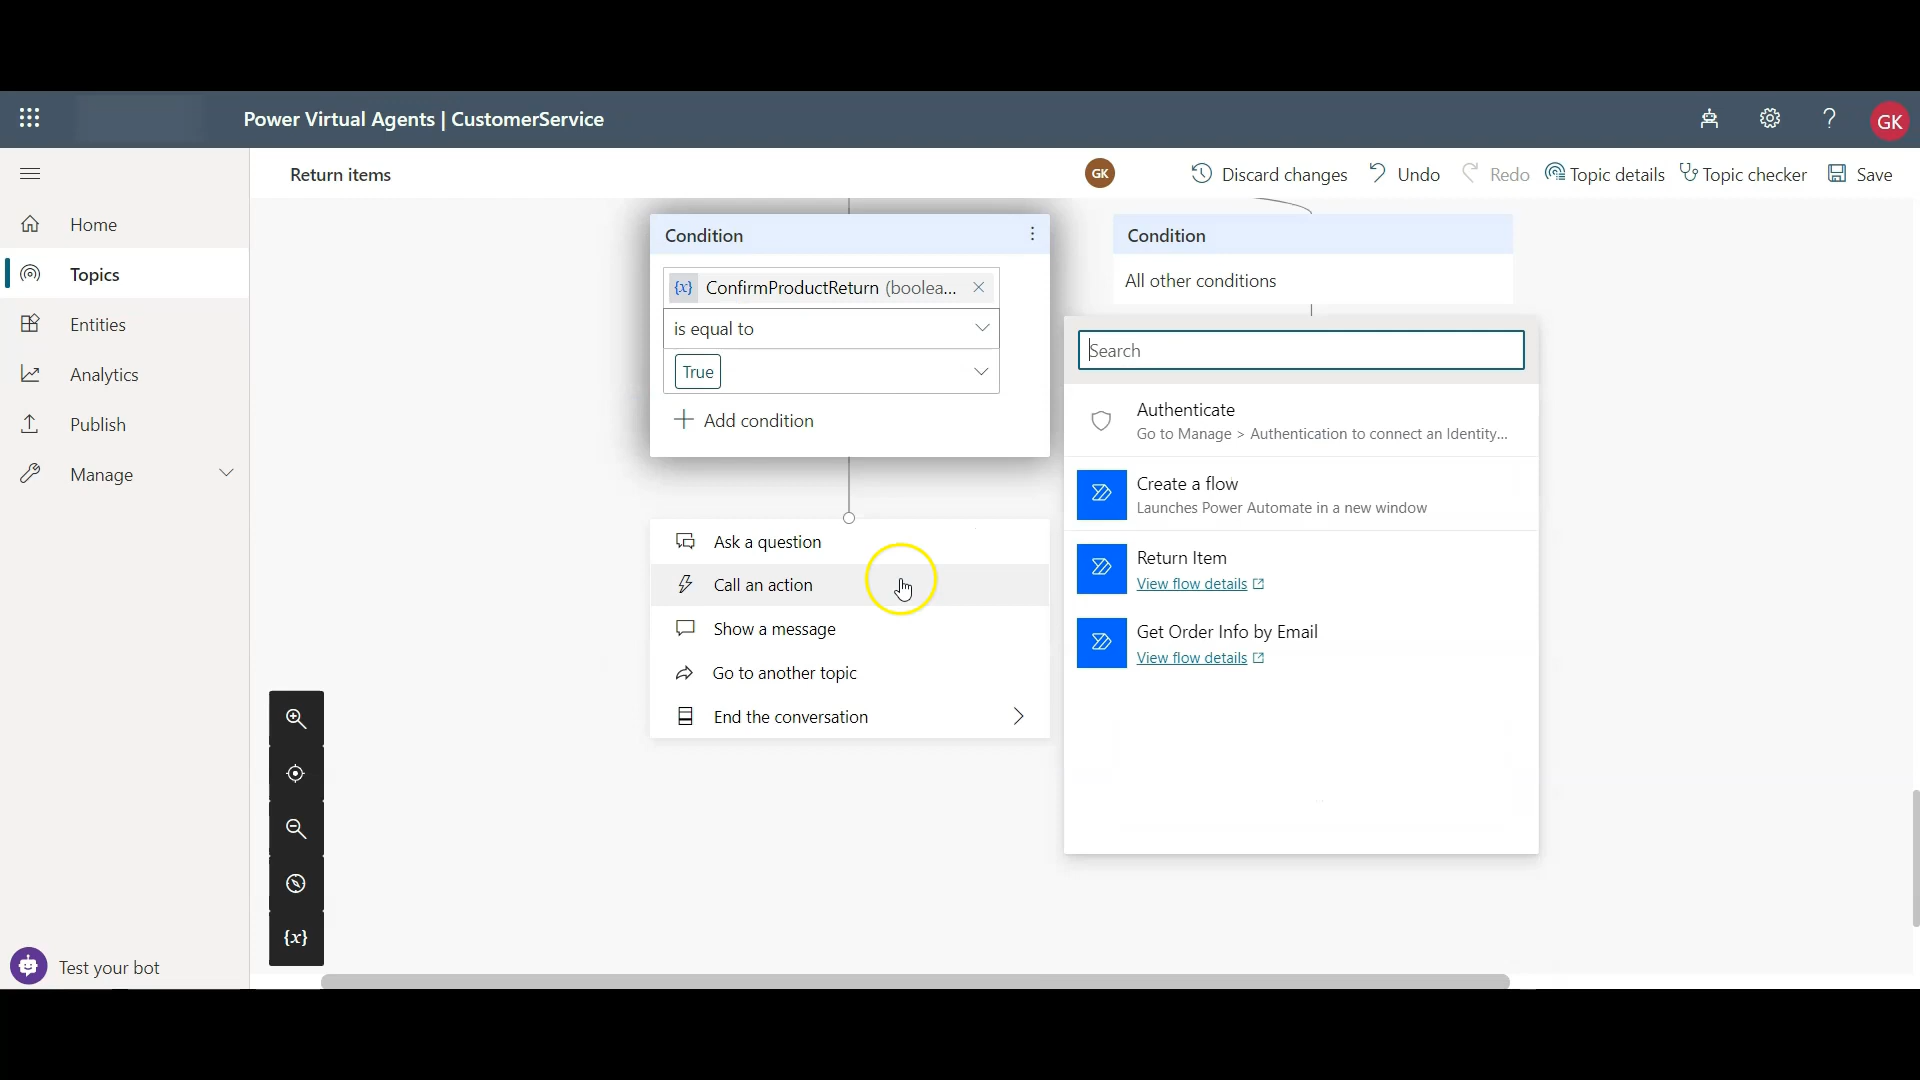 Power Virtual Agents | CustomerService
GK
Return items
GK
Discard changes
Undo
Redo
Topic details
Topic checker
Save
Home
Topics
Entities
Analytics
Publish
Manage
Test your bot
Condition
{x} ConfirmProductReturn (boolea...
is equal to
True
Add condition
Ask a question
Call an action
Show a message
Go to another topic
End the conversation
Condition
All other conditions
Search
Authenticate
Go to Manage > Authentication to connect an Identity...
Create a flow
Launches Power Automate in a new window
Return Item
View flow details
Get Order Info by Email
View flow details
{x}